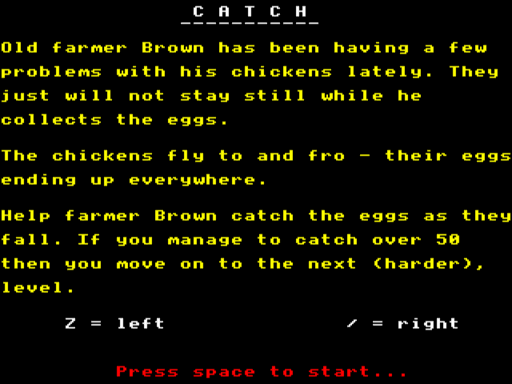 C A T C H
Old farmer Brown has been having a few
problems with his chickens lately. They
just will not stay still while he
collects the eggs.
The chickens fly to and fro - their eggs
ending up everywhere.
Help farmer Brown catch the eggs as they
fall. If you manage to catch over 50
then you move on to the next (harder),
level.
Z = left / = right
Press space to start...